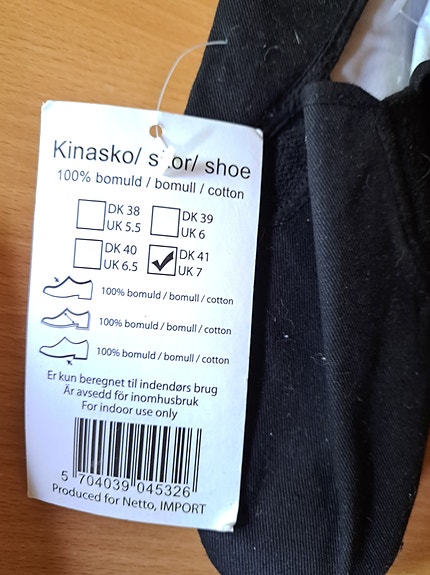 Kinasko/ s or/ shoe
100% bomuld / bomull / cotton
DK 38
UK 5.5
DK 39
UK 6
DK 40
UK 6.5
DK 41
UK 7
100% bomuld / bomull / cotton
100% bomuld / bomull / cotton
100% bomuld / bomull / cotton
Er kun beregnet til indendørs brug
Är avsedd för inomhusbruk
For indoor use only
5 704039 045326
Produced for Netto, IMPORT